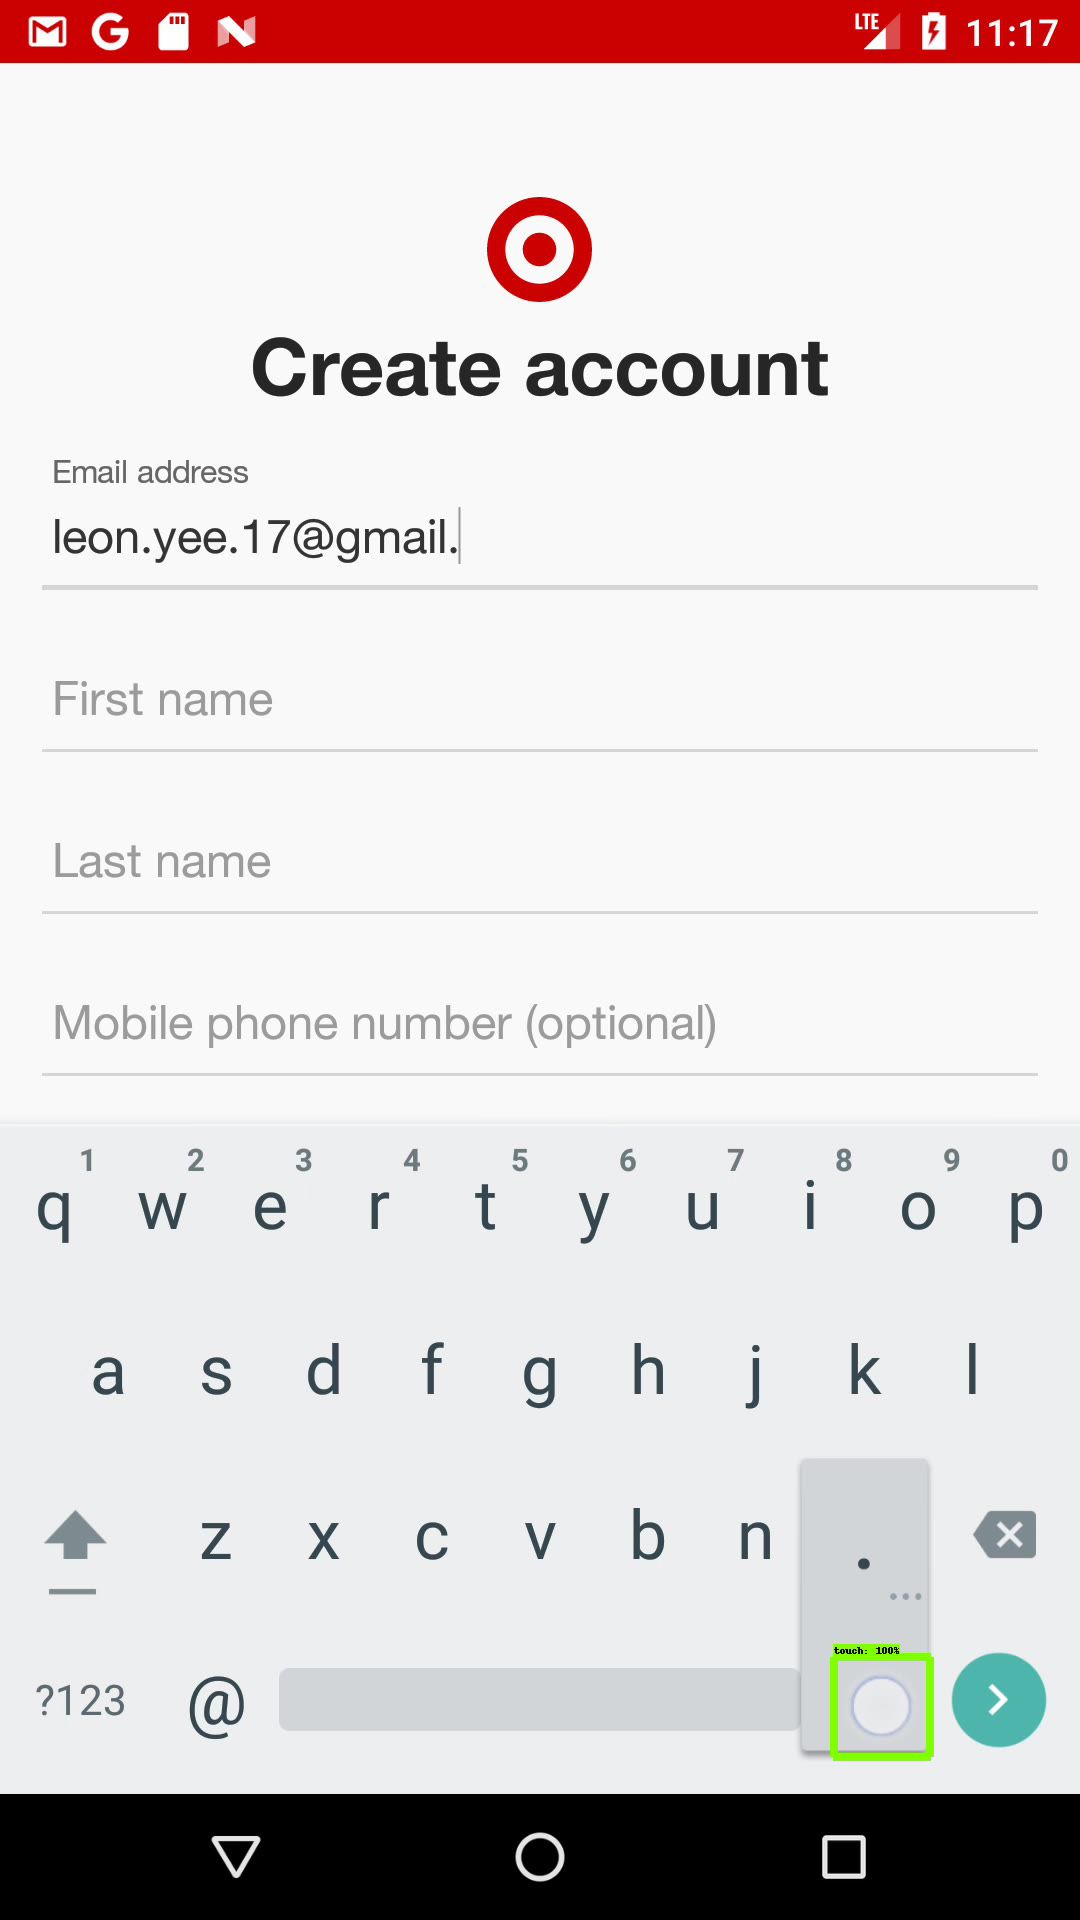 LTE 11:17
Create account
Email address
leon.yee.17@gmail.
First name
Last name
Mobile phone number (optional)
1 2 3 4 5 6 7 8 9 0
q w e r t y u i o p
a s d f g h j k l
z x c v b n .
...
touch: 100%
?123 @